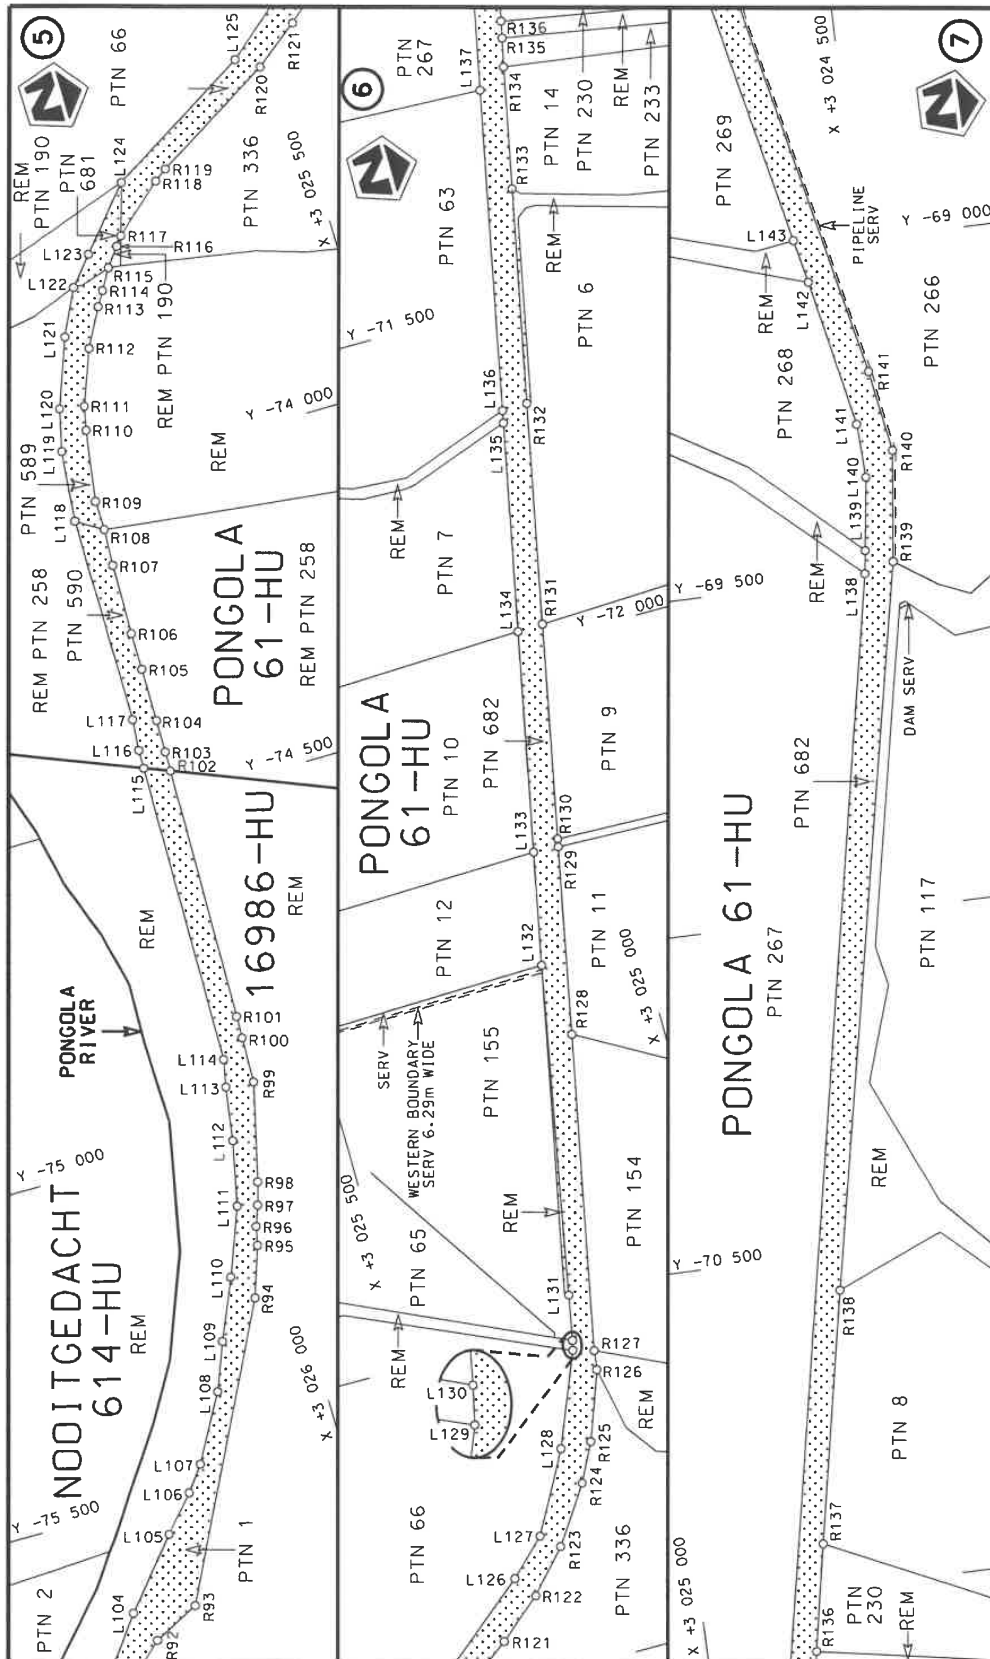 5
PTN 66
L125
R121
R120
REM
PTN 190
PTN
681
L124
PTN 336
R119
R118
X +3 025 500
L123
R117
R116
L122
R115
R114
R113
REM PTN 190
L121
R112
Y -74 000
L120
R111
R110
L119
PTN 589
REM
R109
L118
R108
R107
REM PTN 258
PTN 590
PONGOLA
61-HU
REM PTN 258
R106
R105
L117
R104
L116
R103
R102
L115
Y -74 500
16986-HU
REM
REM
PONGOLA
RIVER
R101
R100
L114
R99
L113
L112
Y -75 000
R98
L111
R97
R96
R95
L110
R94
NOOITGEDACHT
614-HU
REM
L109
X +3 026 000
L108
L107
L106
Y -75 500
L105
PTN 1
L104
R93
PTN 2
R92
6
PTN
267
L137
R136
R135
R134
PTN 14
PTN 230
REM
PTN 233
R133
PTN 63
REM
PTN 6
Y -71 500
L136
R132
L135
REM
PTN 7
L134
R131
Y -72 000
PONGOLA
61-HU
PTN 10
PTN 682
PTN 9
L133
R130
R129
PTN 12
PTN 11
L132
R128
X +3 025 000
SERV
WESTERN BOUNDARY
SERV 6.29m WIDE
PTN 155
X +3 025 500
PTN 65
REM
PTN 154
L131
REM
R127
R126
L130
L129
REM
L128
R125
R124
PTN 66
L127
R123
L126
R122
PTN 336
R121
7
X +3 024 500
PTN 269
PIPELINE
SERV
Y -69 000
L143
REM
L142
PTN 266
PTN 268
R141
L141
R140
L140
L139
R139
REM
L138
Y -69 500
DAM SERV
PTN 682
PONGOLA 61-HU
PTN 267
PTN 117
REM
Y -70 500
R138
PTN 8
R137
X +3 025 000
R136
PTN
230
REM